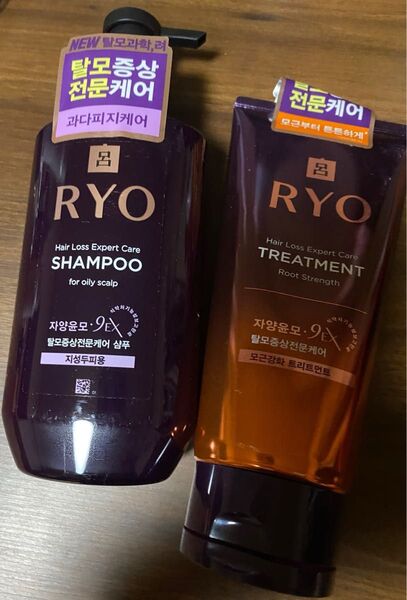 NEW 탈모과학,려
탈모증상
전문케어
과다피지케어
呂
RYO
Hair Loss Expert Care
SHAMPOO
for oily scalp
자양윤모·9EX
탈모증상전문케어 샴푸
지성두피용
전문케어
모근부터 튼튼하게
呂
RYO
Hair Loss Expert Care
TREATMENT
Root Strength
자양윤모·9EX
탈모증상전문케어
모근강화 트리트먼트